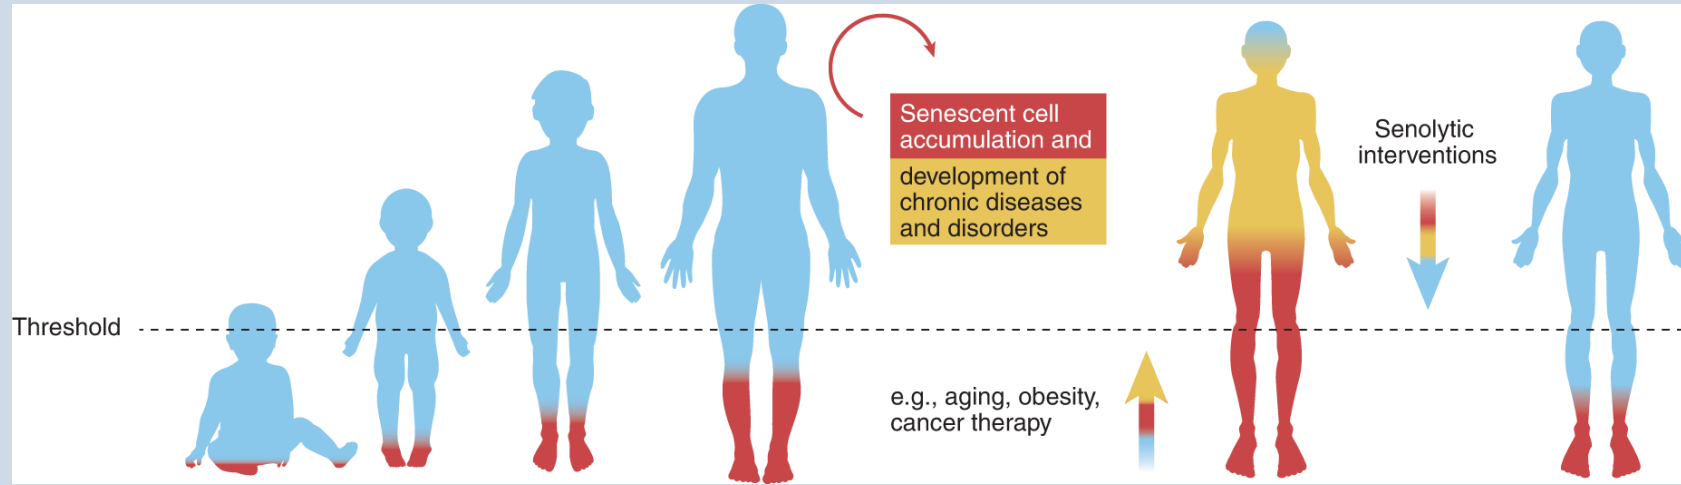 Senescent cell
accumulation and
development of
chronic diseases
and disorders
Senolytic
interventions
Threshold
e.g., aging, obesity,
cancer therapy